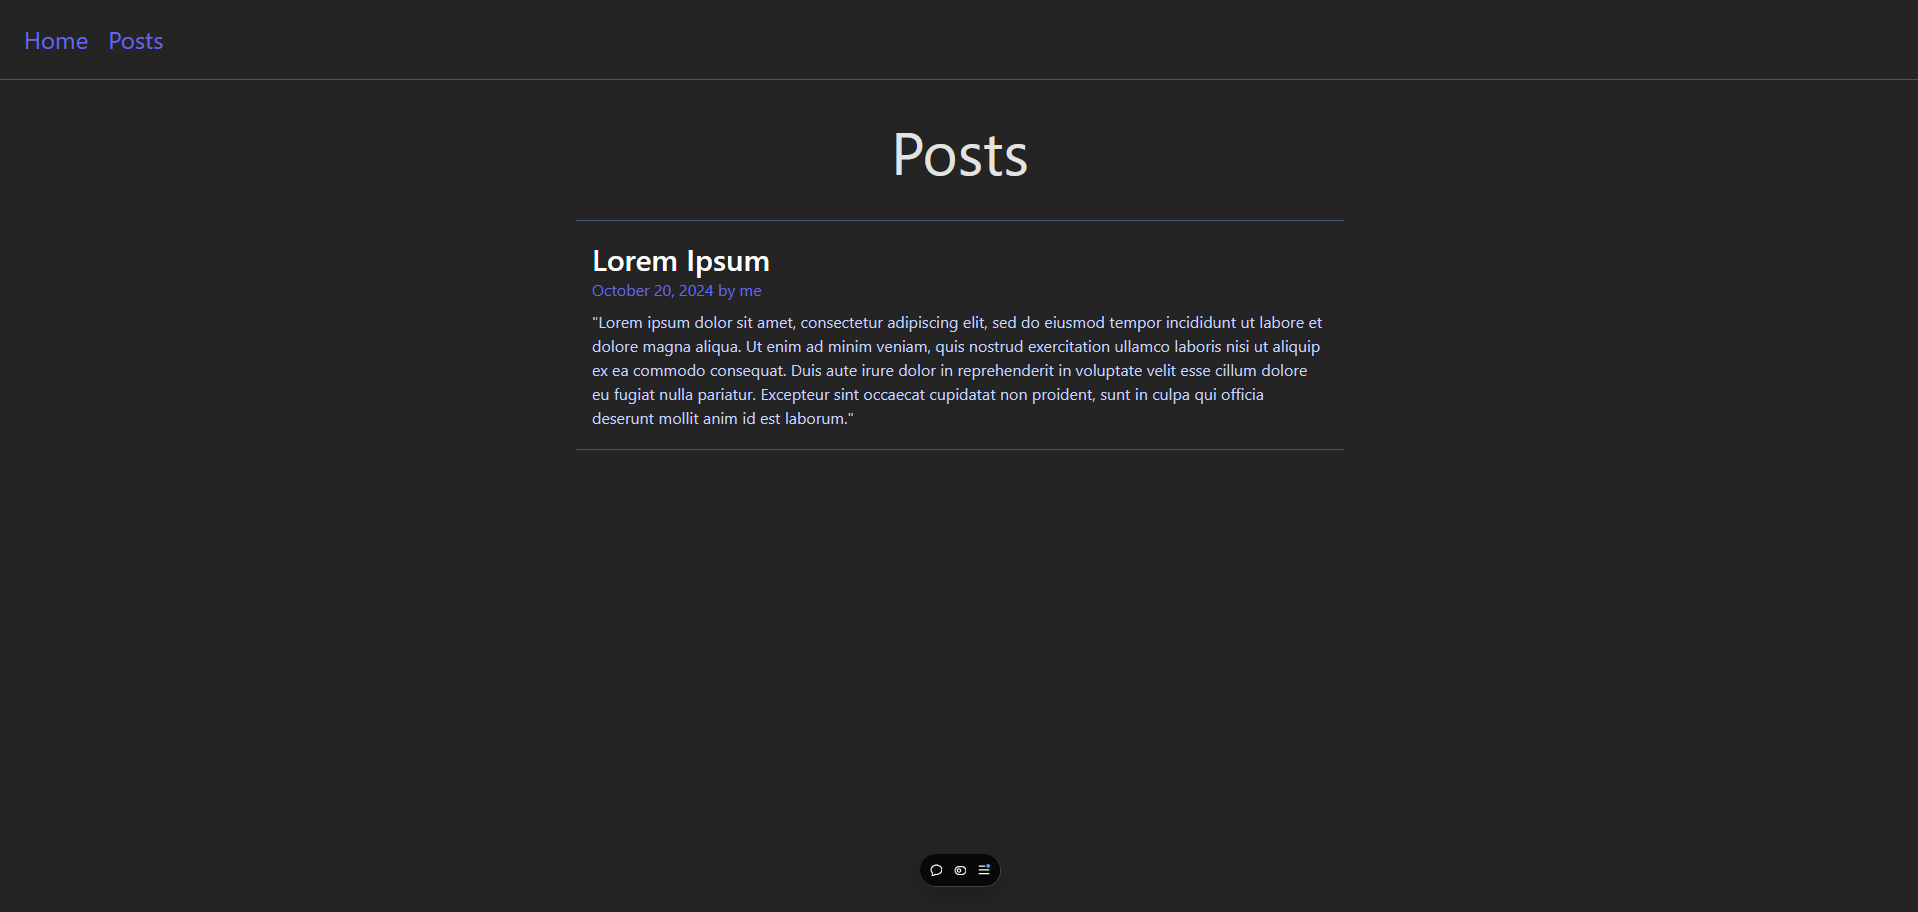 Home Posts
Posts
Lorem Ipsum
October 20, 2024 by me
"Lorem ipsum dolor sit amet, consectetur adipiscing elit, sed do eiusmod tempor incididunt ut labore et
dolore magna aliqua. Ut enim ad minim veniam, quis nostrud exercitation ullamco laboris nisi ut aliquip
ex ea commodo consequat. Duis aute irure dolor in reprehenderit in voluptate velit esse cillum dolore
eu fugiat nulla pariatur. Excepteur sint occaecat cupidatat non proident, sunt in culpa qui officia
deserunt mollit anim id est laborum."